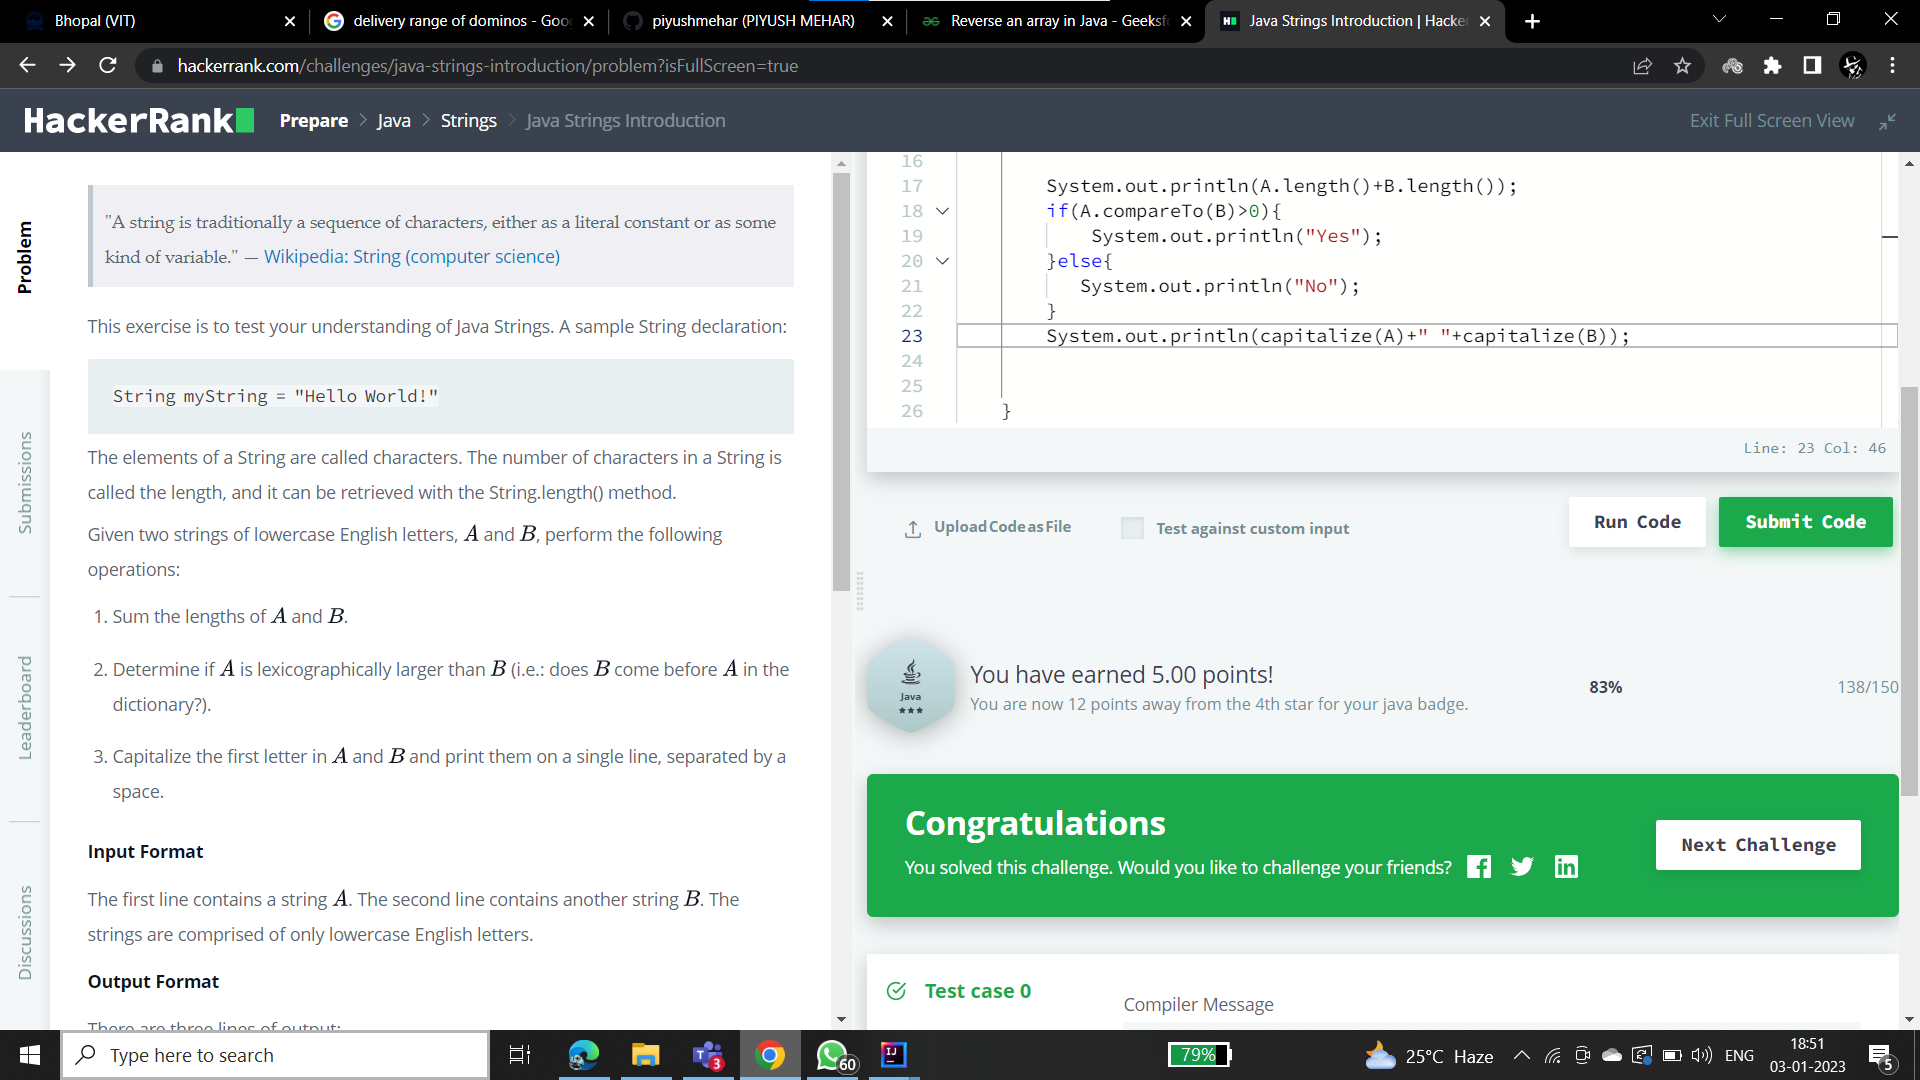 Bhopal (VIT)
delivery range of dominos - Goo
piyushmehar (PIYUSH MEHAR)
Reverse an array in Java - Geeksf
Java Strings Introduction | Hacker
hackerrank.com/challenges/java-strings-introduction/problem?isFullScreen=true
HackerRank
Prepare > Java > Strings > Java Strings Introduction
Exit Full Screen View
Problem
Submissions
Leaderboard
Discussions
"A string is traditionally a sequence of characters, either as a literal constant or as some
kind of variable." — Wikipedia: String (computer science)
This exercise is to test your understanding of Java Strings. A sample String declaration:
String myString = "Hello World!"
The elements of a String are called characters. The number of characters in a String is
called the length, and it can be retrieved with the String.length() method.
Given two strings of lowercase English letters, A and B, perform the following
operations:
1. Sum the lengths of A and B.
2. Determine if A is lexicographically larger than B (i.e.: does B come before A in the
dictionary?).
3. Capitalize the first letter in A and B and print them on a single line, separated by a
space.
Input Format
The first line contains a string A. The second line contains another string B. The
strings are comprised of only lowercase English letters.
Output Format
There are three lines of output:
16
17 System.out.println(A.length()+B.length());
18 if(A.compareTo(B)>0){
19 System.out.println("Yes");
20 }else{
21 System.out.println("No");
22 }
23 System.out.println(capitalize(A)+" "+capitalize(B));
24
25
26 }
Line: 23 Col: 46
Upload Code as File
Test against custom input
Run Code
Submit Code
Java
You have earned 5.00 points!
You are now 12 points away from the 4th star for your java badge.
83%
138/150
Congratulations
You solved this challenge. Would you like to challenge your friends?
Next Challenge
Test case 0
Compiler Message
Type here to search
3
60
IJ
79%
25°C Haze
ENG
18:51
03-01-2023
5